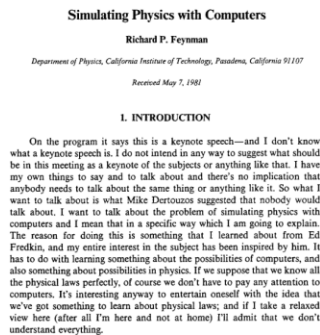 Simulating Physics with Computers
Richard P. Feynman
Department of Physics, California Institute of Technology, Pasadena, California 91107
Received May 7, 1981
1. INTRODUCTION
On the program it says this is a keynote speech—and I don't know
what a keynote speech is. I do not intend in any way to suggest what should
be in this meeting as a keynote of the subjects or anything like that. I have
my own things to say and to talk about and there's no implication that
anybody needs to talk about the same thing or anything like it. So what I
want to talk about is what Mike Dertouzos suggested that nobody would
talk about. I want to talk about the problem of simulating physics with
computers and I mean that in a specific way which I am going to explain.
The reason for doing this is something that I learned about from Ed
Fredkin, and my entire interest in the subject has been inspired by him. It
has to do with learning something about the possibilities of computers, and
also something about possibilities in physics. If we suppose that we know all
the physical laws perfectly, of course we don't have to pay any attention to
computers. It's interesting anyway to entertain oneself with the idea that
we've got something to learn about physical laws; and if I take a relaxed
view here (after all I'm here and not at home) I'll admit that we don't
understand everything.